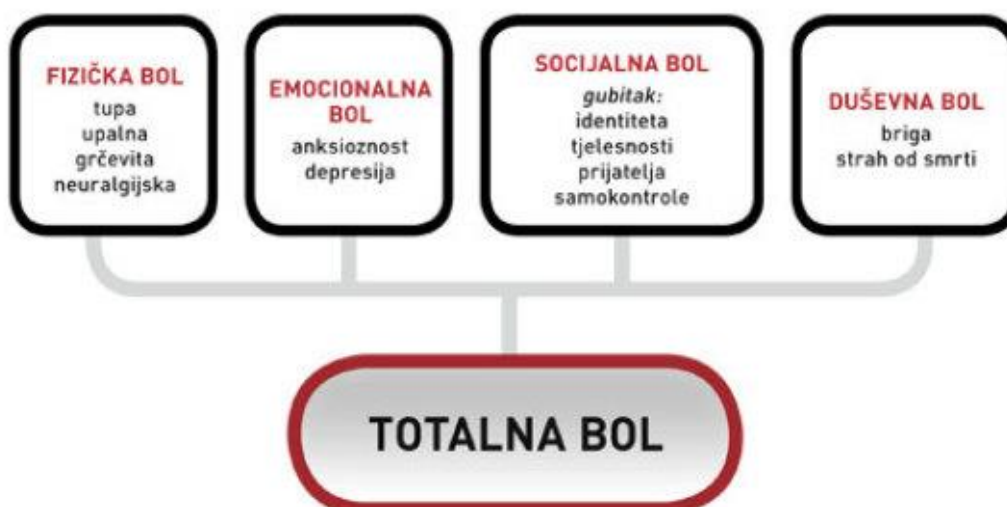 FIZIČKA BOL
tupa
upalna
grčevita
neuralgijska
EMOCIONALNA
BOL
anksioznost
depresija
SOCIJALNA BOL
gubitak:
identiteta
tjelesnosti
prijatelja
samokontrole
DUŠEVNA BOL
briga
strah od smrti
TOTALNA BOL